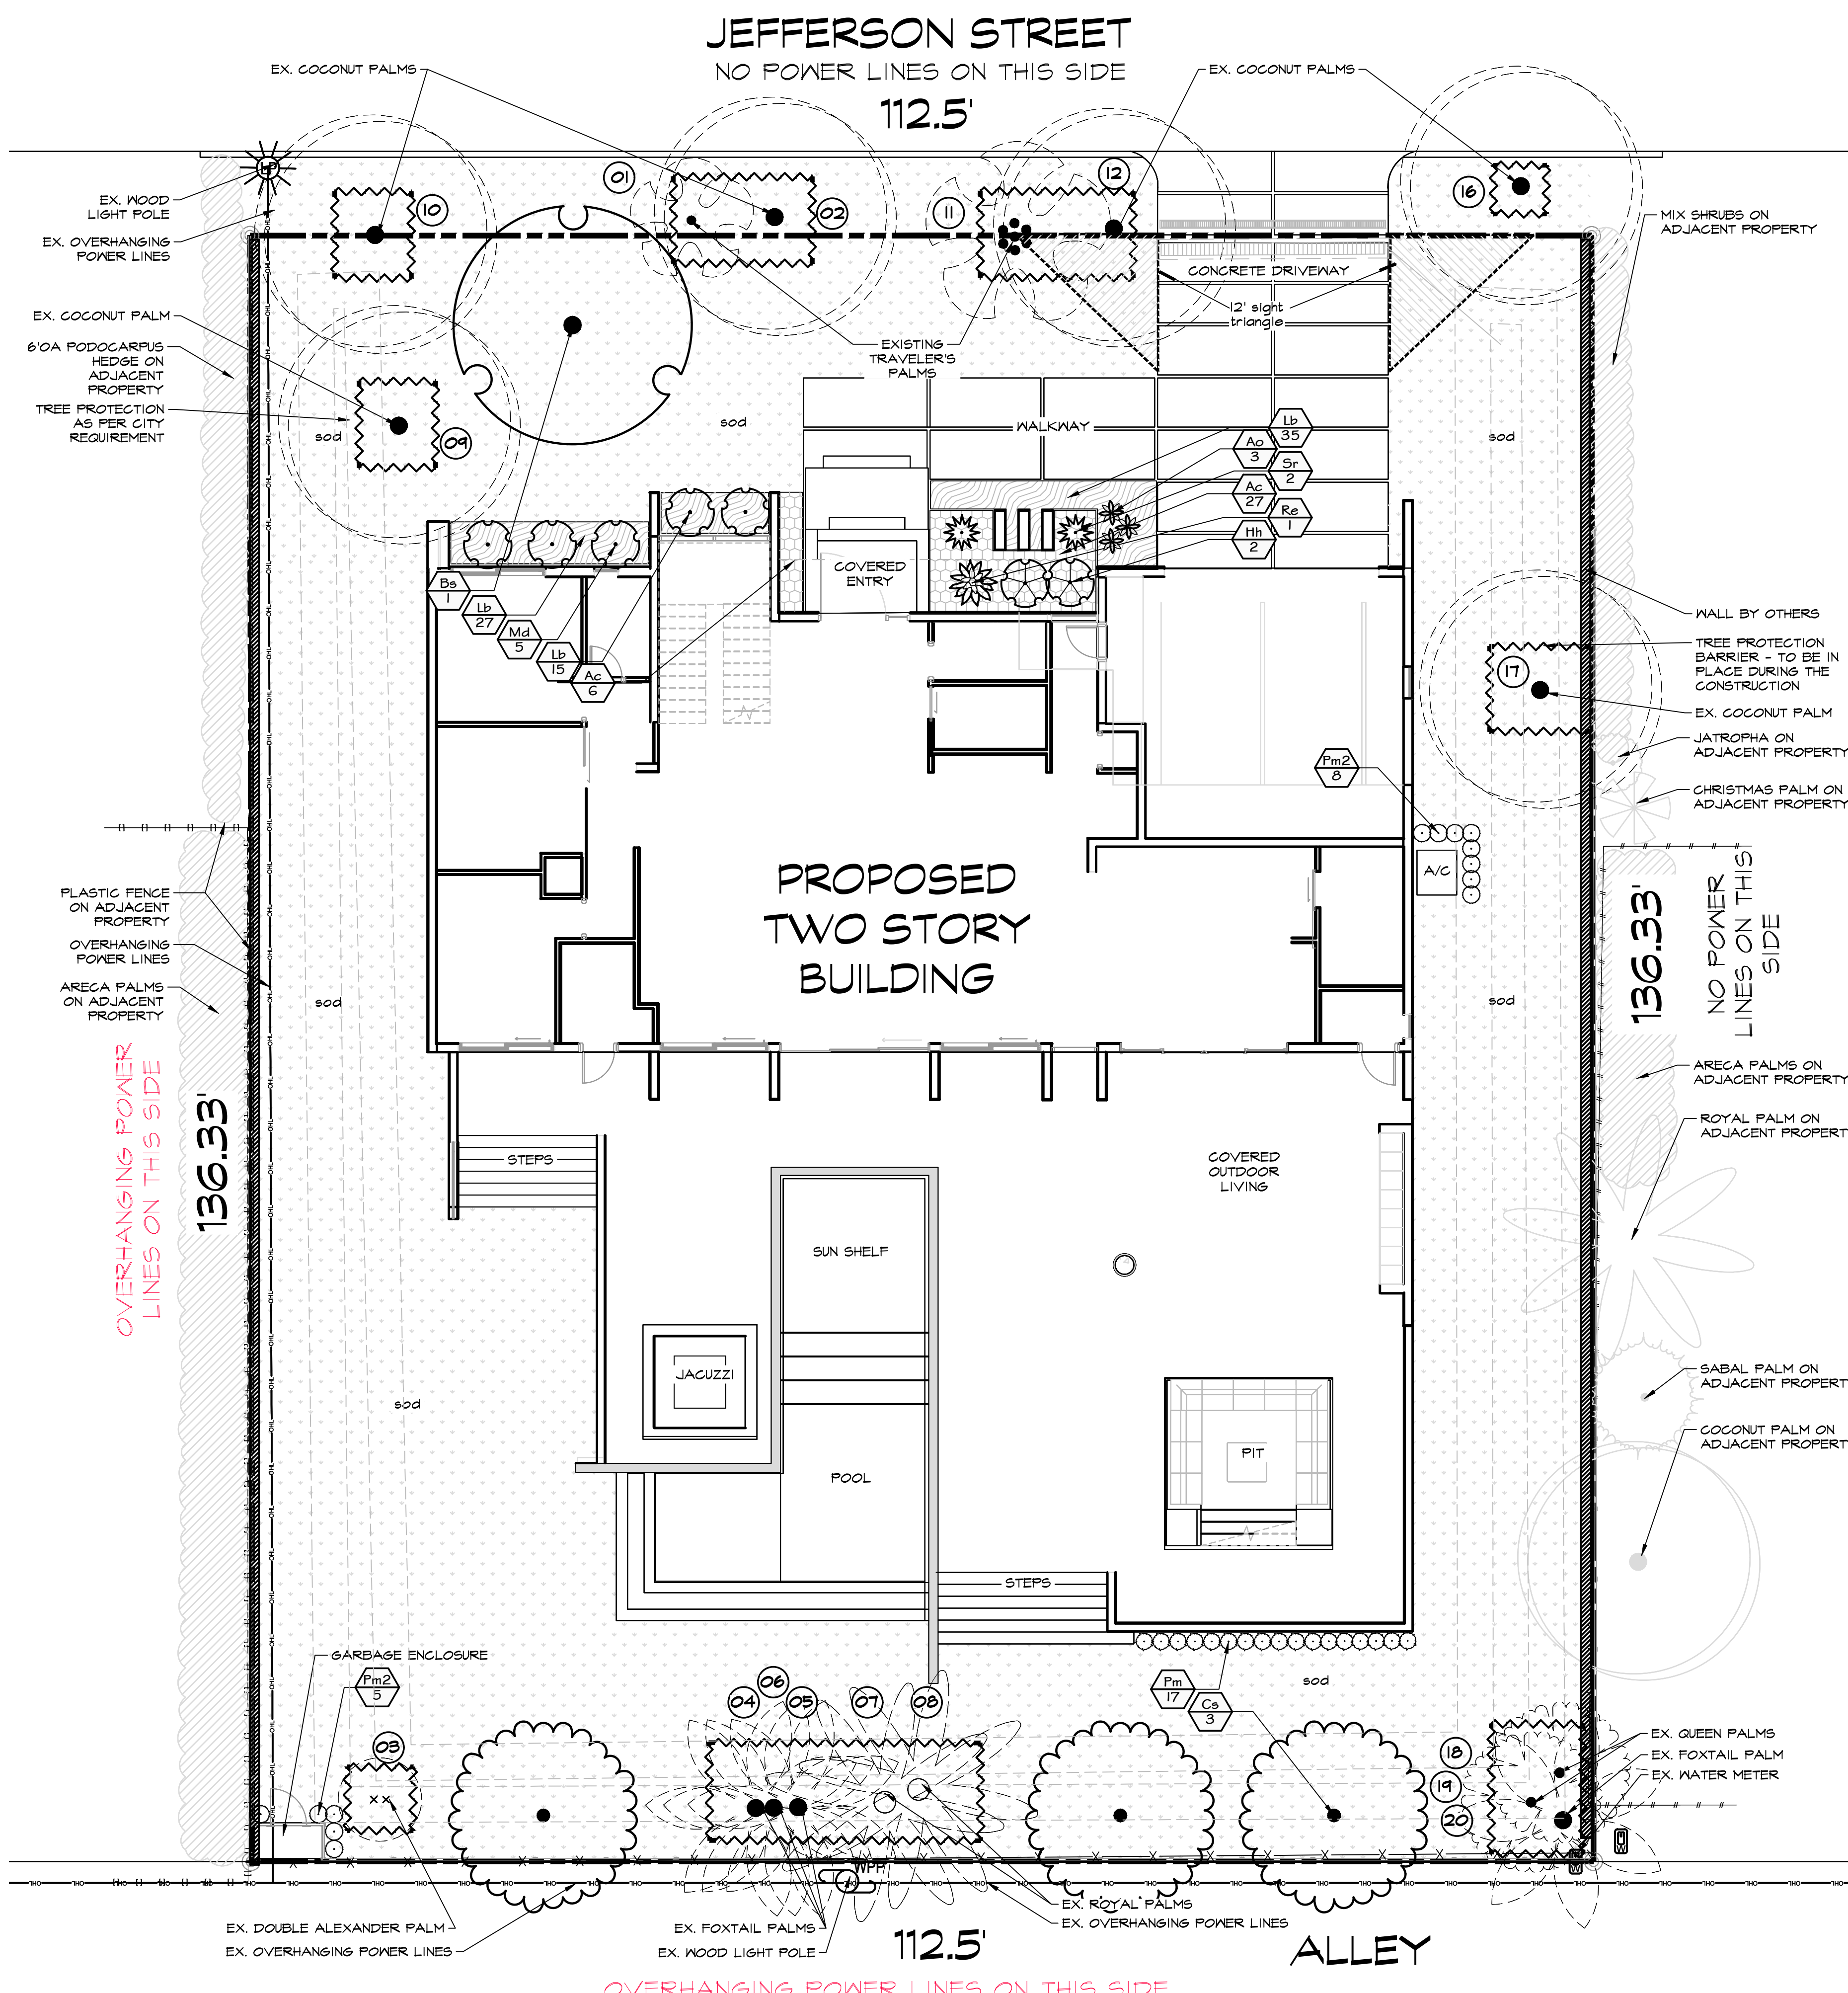 JEFFERSON STREET
NO POWER LINES ON THIS SIDE
112.5'
EX. COCONUT PALMS
EX. COCONUT PALMS
LP
01
02
10
11
12
16
EX. WOOD
LIGHT POLE
EX. OVERHANGING
POWER LINES
MIX SHRUBS ON
ADJACENT PROPERTY
CONCRETE DRIVEWAY
12' sight
triangle
EX. COCONUT PALM
6'OA PODOCARPUS
HEDGE ON
ADJACENT
PROPERTY
TREE PROTECTION
AS PER CITY
REQUIREMENT
EXISTING
TRAVELER'S
PALMS
09
sod
sod
sod
WALKWAY
Lb
35
Ao
3
Sr
2
Ac
27
Re
1
Hh
2
COVERED
ENTRY
Bs
1
Lb
27
Md
5
Lb
15
Ac
6
WALL BY OTHERS
TREE PROTECTION
BARRIER - TO BE IN
PLACE DURING THE
CONSTRUCTION
17
EX. COCONUT PALM
JATROPHA ON
ADJACENT PROPERTY
Pm2
8
CHRISTMAS PALM ON
ADJACENT PROPERTY
A/C
PROPOSED
TWO STORY
BUILDING
PLASTIC FENCE
ON ADJACENT
PROPERTY
OVERHANGING
POWER LINES
ARECA PALMS
ON ADJACENT
PROPERTY
sod
sod
136.33'
NO POWER
LINES ON THIS
SIDE
OVERHANGING POWER
LINES ON THIS SIDE
136.33'
ARECA PALMS ON
ADJACENT PROPERTY
ROYAL PALM ON
ADJACENT PROPERT
STEPS
COVERED
OUTDOOR
LIVING
SUN SHELF
JACUZZI
sod
SABAL PALM ON
ADJACENT PROPERT
COCONUT PALM ON
ADJACENT PROPERT
PIT
POOL
STEPS
GARBAGE ENCLOSURE
Pm2
5
03
04
06
05
07
08
Pm
17
Cs
3
sod
18
19
20
EX. QUEEN PALMS
EX. FOXTAIL PALM
EX. WATER METER
WPP
EX. DOUBLE ALEXANDER PALM
EX. OVERHANGING POWER LINES
EX. FOXTAIL PALMS
EX. WOOD LIGHT POLE
EX. ROYAL PALMS
EX. OVERHANGING POWER LINES
112.5'
ALLEY
OVERHANGING POWER LINES ON THIS SIDE